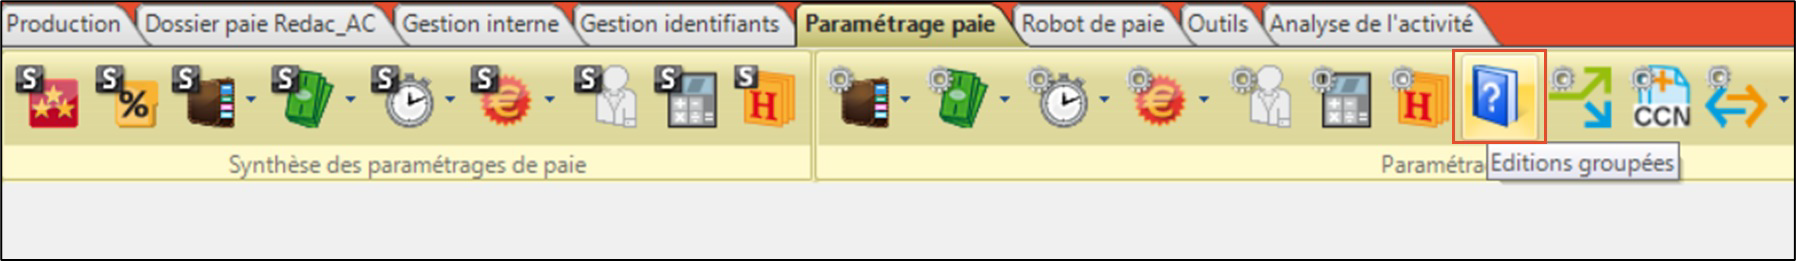 Production Dossier paie Redac_AC Gestion interne Gestion identifiants Paramétrage paie Robot de paie Outils Analyse de l'activité
S S % S S S S € S S S H € H ? + CCN
Synthèse des paramétrages de paie Paramétra Editions groupées